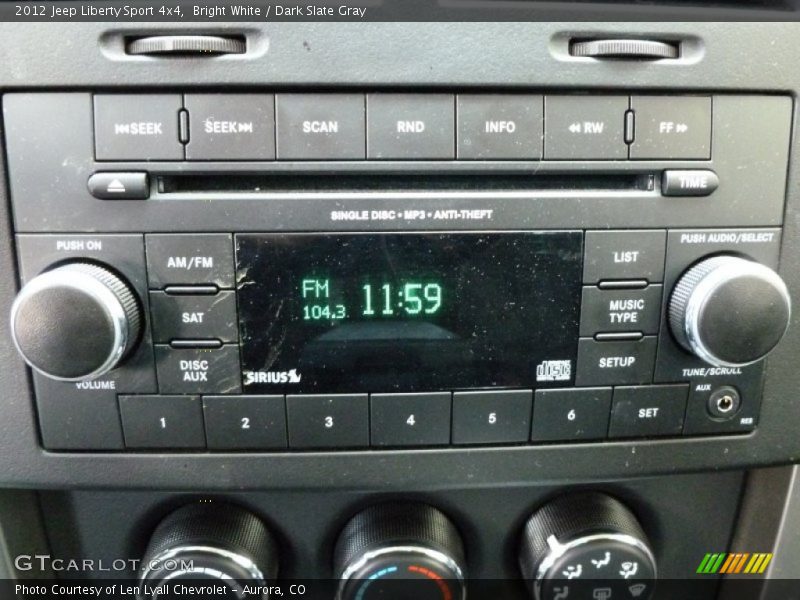 2012 Jeep Liberty Sport 4x4, Bright White / Dark Slate Gray
SEEK SEEK SCAN RND INFO RW FF
TIME
SINGLE DISC • MP3 • ANTI-THEFT
PUSH ON
PUSH AUDIO/SELECT
AM/FM
LIST
FM
104.3
11:59
SAT
MUSIC
TYPE
DISC
AUX
SETUP
SIRIUS
disc
VOLUME
TUNE/SCROLL
AUX
1 2 3 4 5 6 SET
RES
GTCARLOT.COM
Photo Courtesy of Len Lyall Chevrolet - Aurora, CO